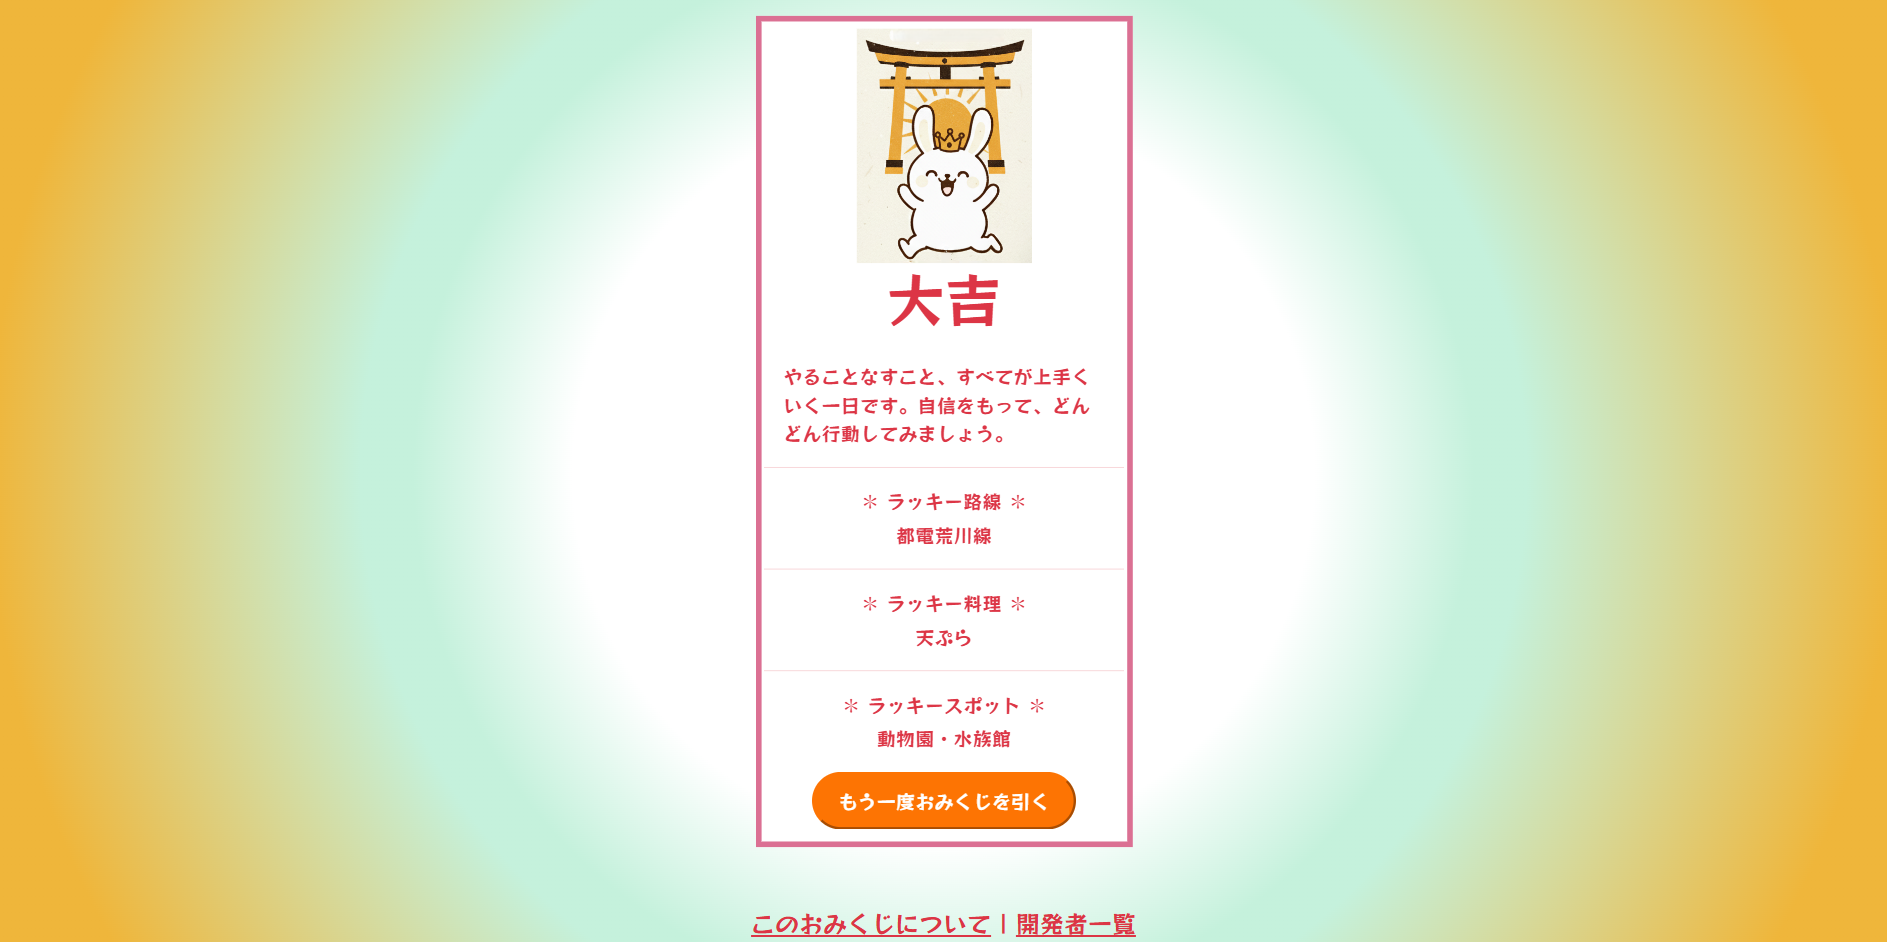 大吉
やることなすこと、すべてが上手く
いく一日です。自信をもって、どん
どん行動してみましょう。
＊ ラッキー路線 ＊
都電荒川線
＊ ラッキー料理 ＊
天ぷら
＊ ラッキースポット ＊
動物園・水族館
もう一度おみくじを引く
このおみくじについて | 開発者一覧